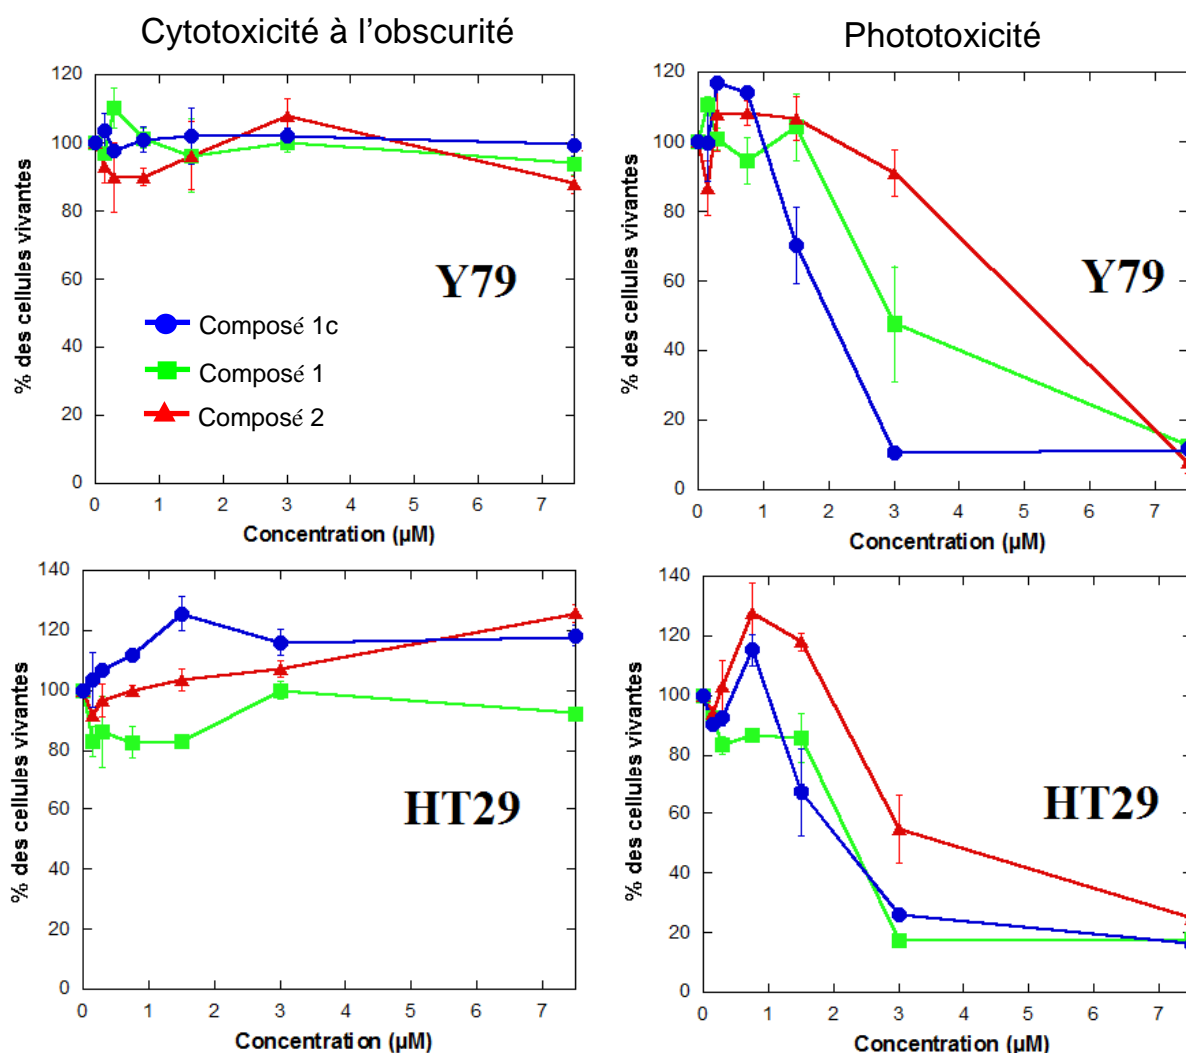 Cytotoxicité à l'obscurité
Phototoxicité
120
100
80
60
40
20
0
% des cellules vivantes
Y79
Composé 1c
Composé 1
Composé 2
0 1 2 3 4 5 6 7
Concentration (µM)
120
100
80
60
40
20
0
% des cellules vivantes
Y79
0 1 2 3 4 5 6 7
Concentration (µM)
140
120
100
80
60
40
20
0
% des cellules vivantes
HT29
0 1 2 3 4 5 6 7
Concentration (µM)
140
120
100
80
60
40
20
0
% des cellules vivantes
HT29
0 1 2 3 4 5 6 7
Concentration (µM)